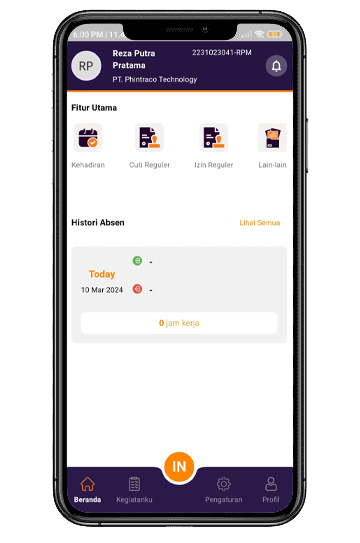 6:00 PM | 11.4
RP
Reza Putra
Pratama
2231023041-RPM
PT. Phintraco Technology
Fitur Utama
Kehadiran
Cuti Reguler
Izin Reguler
Lain-lain
Histori Absen
Lihat Semua
-
Today
10 Mar 2024
-
0 jam kerja
IN
Beranda
Kegiatanku
Pengaturan
Profil